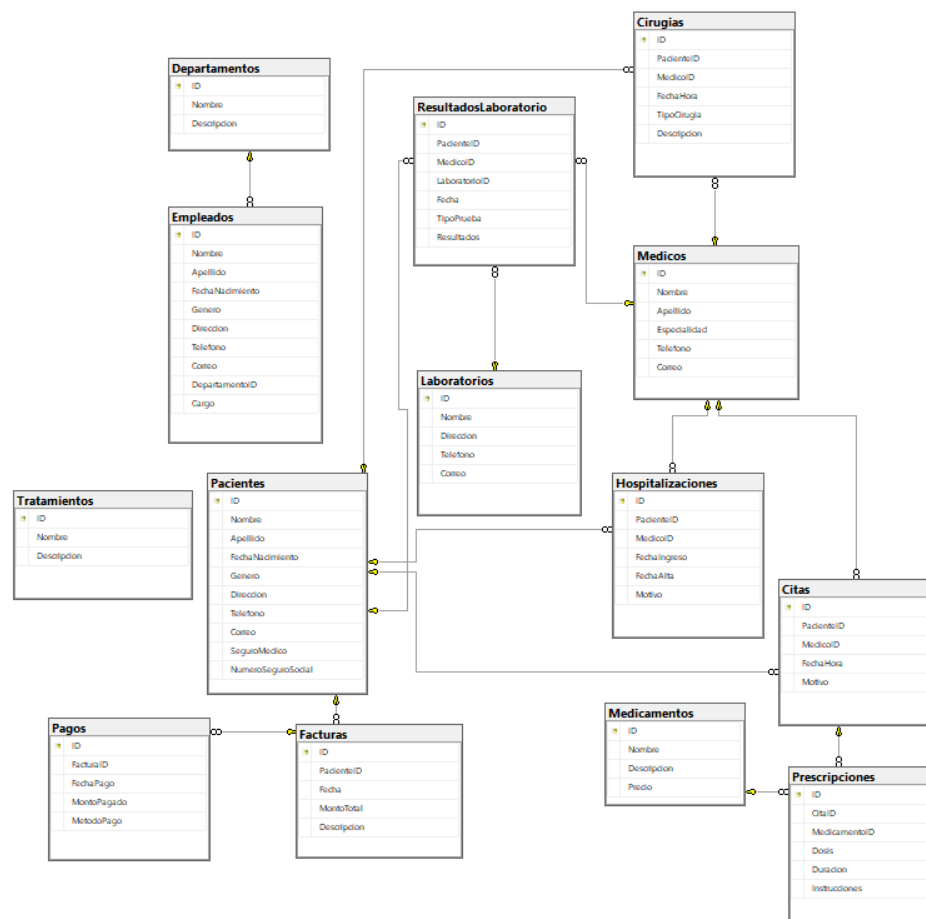 Cirugias
ID
PacienteID
MedicoID
FechaHora
TipoCirugia
Descripcion
Departamentos
ID
Nombre
Descripcion
ResultadosLaboratorio
ID
PacienteID
MedicoID
LaboratorioID
Fecha
TipoPrueba
Resultados
Empleados
ID
Nombre
Apellido
FechaNacimiento
Genero
Direccion
Telefono
Correo
DepartamentoID
Cargo
Medicos
ID
Nombre
Apellido
Especialidad
Telefono
Correo
Laboratorios
ID
Nombre
Direccion
Telefono
Correo
Pacientes
ID
Nombre
Apellido
FechaNacimiento
Genero
Direccion
Telefono
Correo
SeguroMedico
NumeroSeguroSocial
Hospitalizaciones
ID
PacienteID
MedicoID
FechaIngreso
FechaAlta
Motivo
Tratamientos
ID
Nombre
Descripcion
Citas
ID
PacienteID
MedicoID
FechaHora
Motivo
Pagos
ID
FacturaID
FechaPago
MontoPagado
MetodoPago
Facturas
ID
PacienteID
Fecha
MontoTotal
Descripcion
Medicamentos
ID
Nombre
Descripcion
Precio
Prescripciones
ID
CitaID
MedicamentoID
Dosis
Duracion
Instrucciones